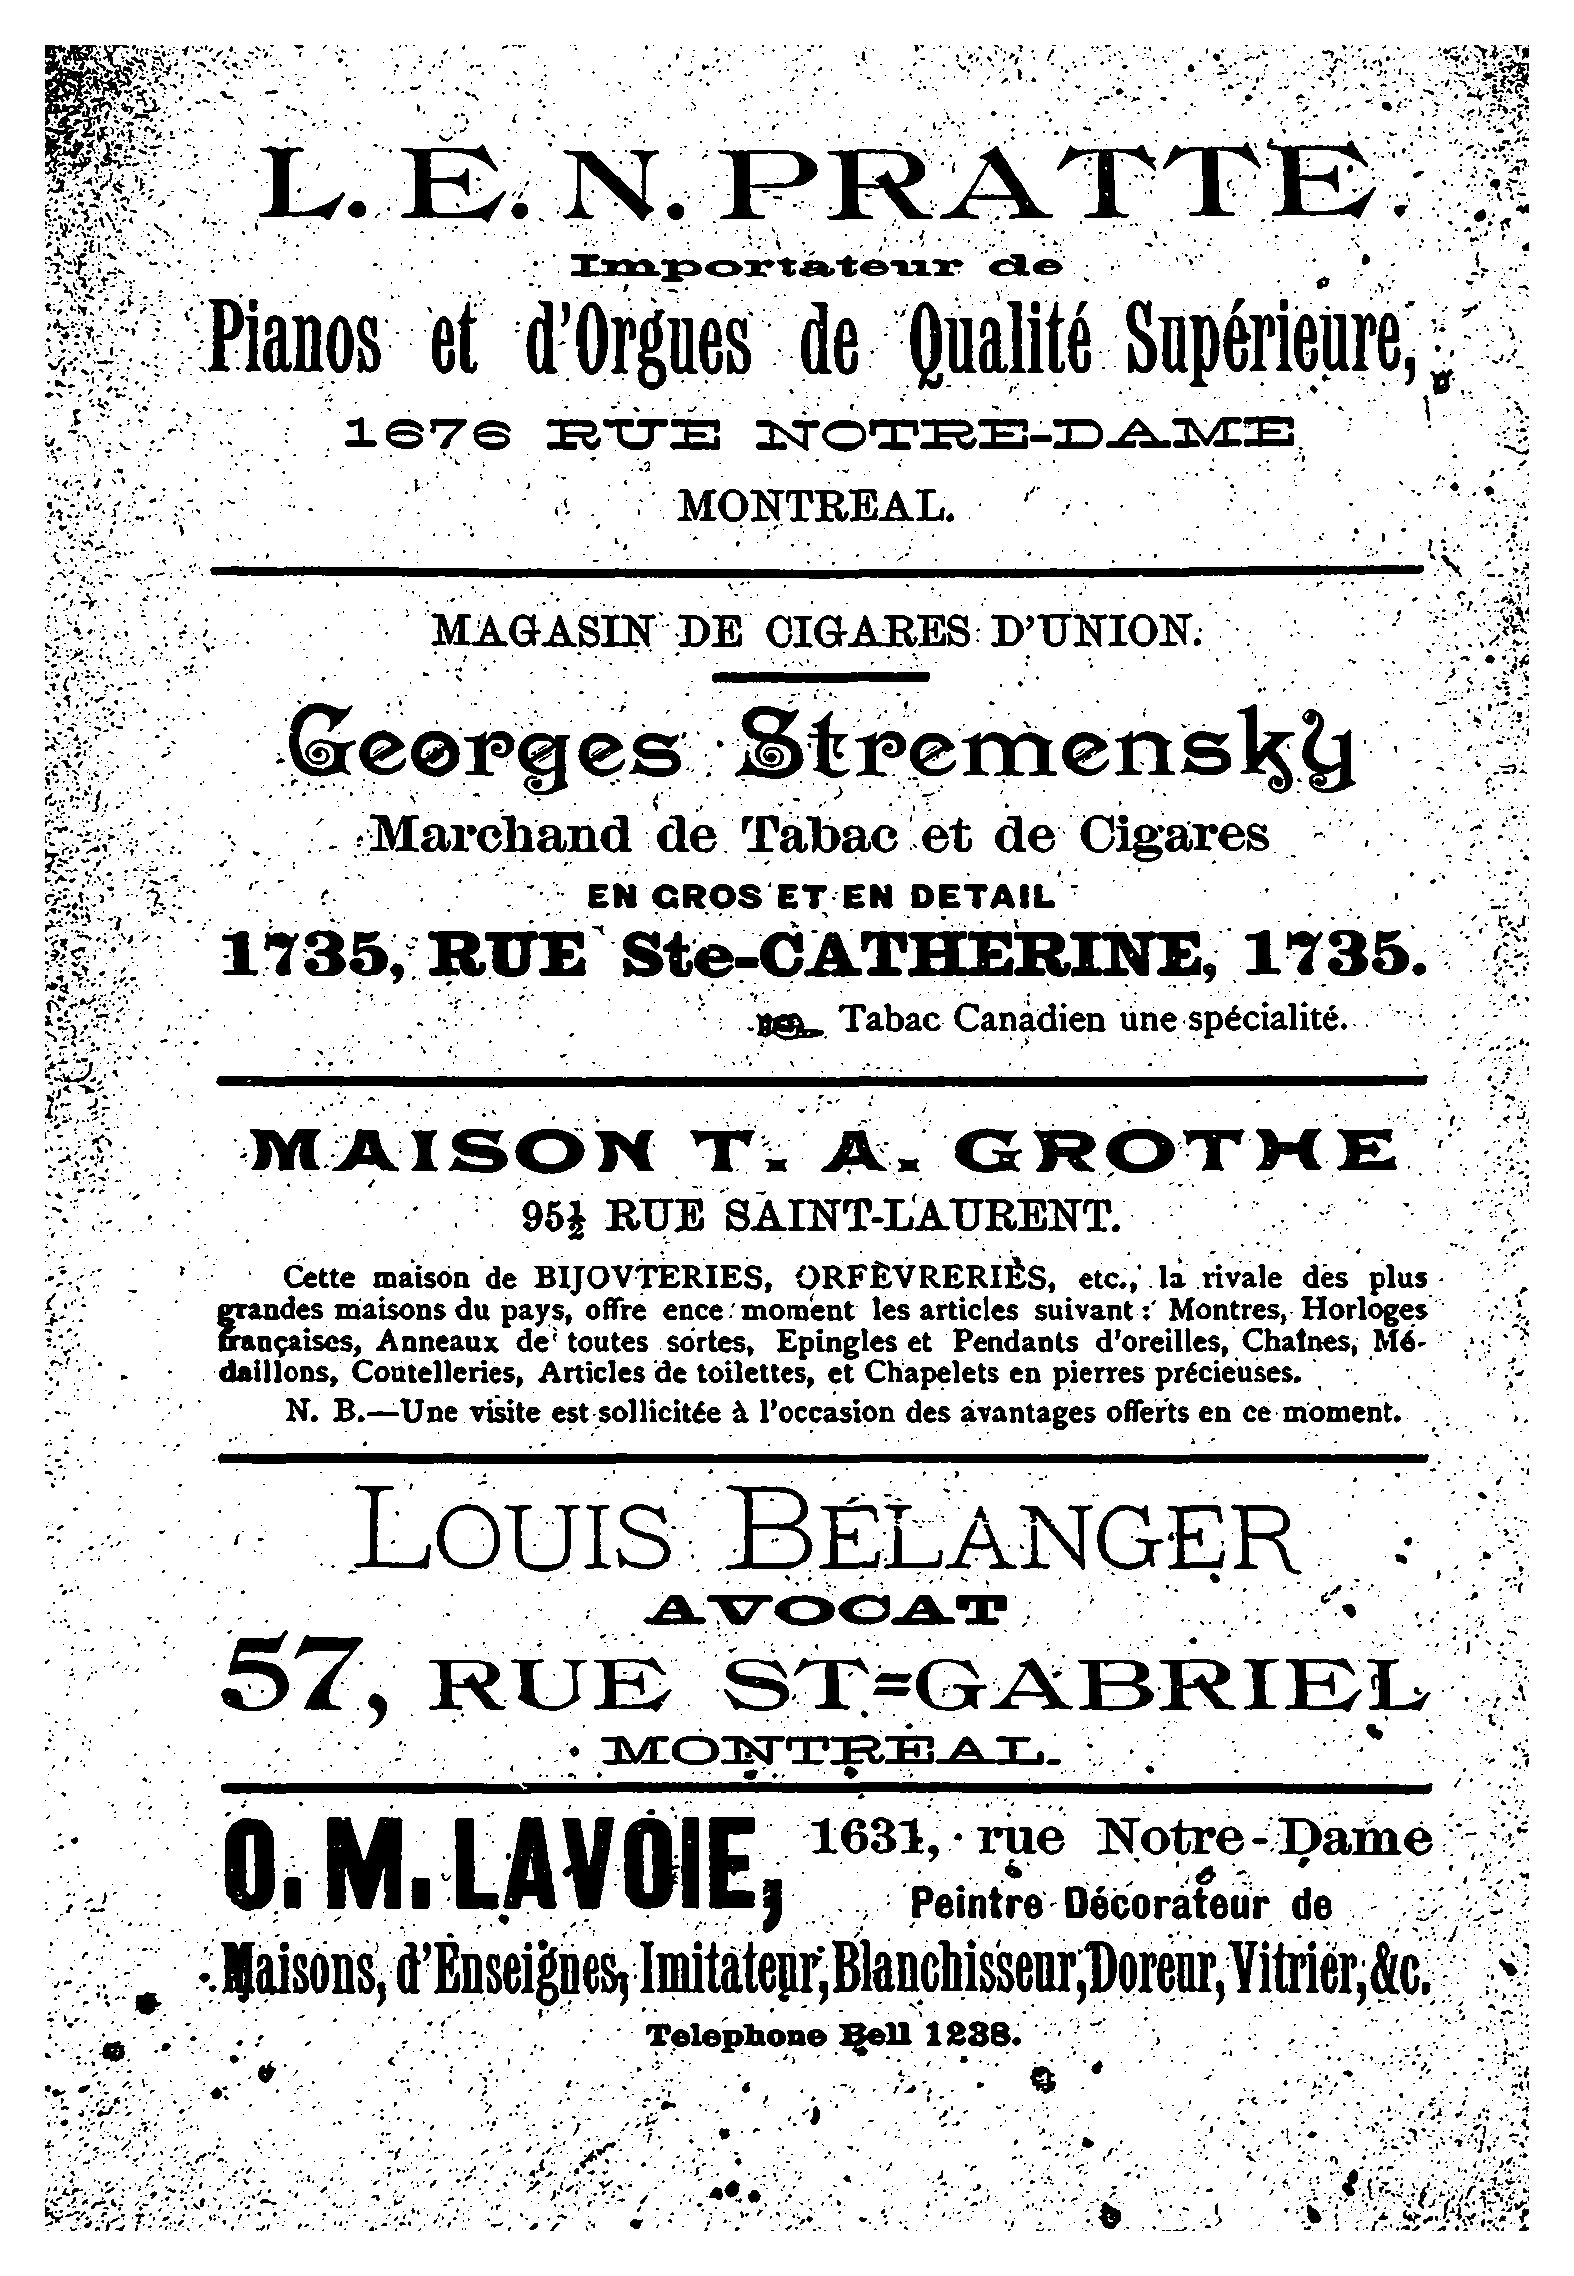 L. E. N. PRATTE.
Importateur de
Pianos et d'Orgues de Qualité Supérieure,
1676 RUE NOTRE-DAME
MONTREAL.
MAGASIN DE CIGARES D'UNION.
Georges Stremensky
Marchand de Tabac et de Cigares
EN GROS ET EN DETAIL
1735, RUE Ste-CATHERINE, 1735.
Tabac Canadien une spécialité.
MAISON T. A. GROTHE
95½ RUE SAINT-LAURENT.
Cette maison de BIJOVTERIES, ORFÈVRERIES, etc., la rivale des plus
grandes maisons du pays, offre ence moment les articles suivant : Montres, Horloges
françaises, Anneaux de toutes sortes, Epingles et Pendants d'oreilles, Chaînes, Mé-
daillons, Coutelleries, Articles de toilettes, et Chapelets en pierres précieuses.
N. B.—Une visite est sollicitée à l'occasion des avantages offerts en ce moment.
LOUIS BÉLANGER
AVOCAT
57, RUE ST-GABRIEL
MONTREAL.
O. M. LAVOIE, 1631, rue Notre-Dame
Peintre Décorateur de
Maisons, d'Enseignes, Imitateur, Blanchisseur, Doreur, Vitrier, &c.
Telephone Bell 1238.